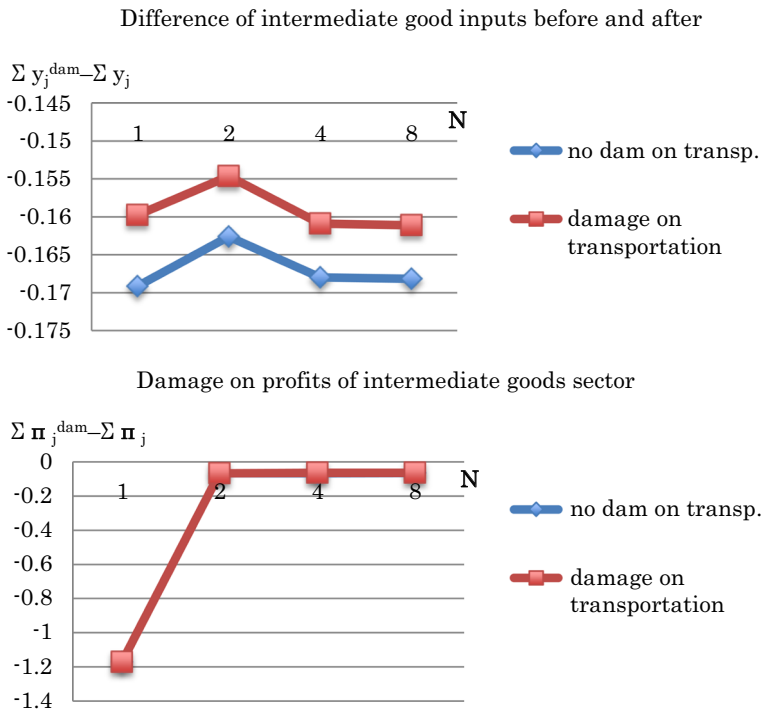 Difference of intermediate good inputs before and after
Σ yⱼᵈᵃᵐ–Σ yⱼ
-0.145
N
1 2 4 8
-0.15
-0.155
-0.16
-0.165
-0.17
-0.175
no dam on transp.
damage on
transportation
Damage on profits of intermediate goods sector
Σ π ⱼᵈᵃᵐ–Σ π ⱼ
0
N
1 2 4 8
-0.2
-0.4
-0.6
-0.8
-1
-1.2
-1.4
no dam on transp.
damage on
transportation